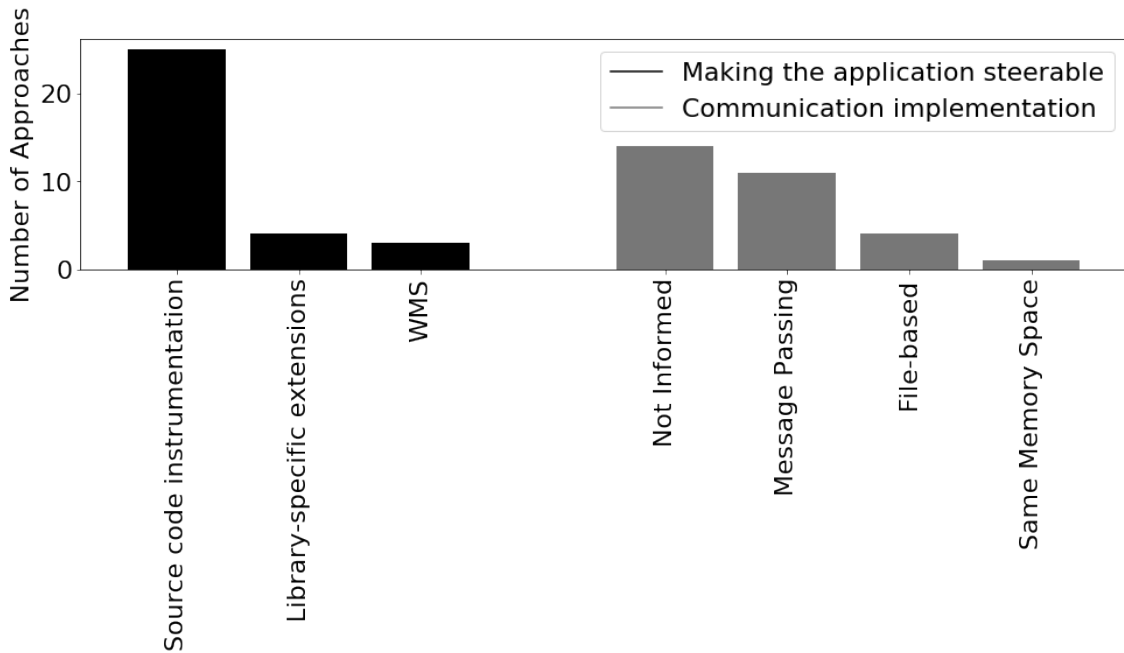 Number of Approaches
20
10
0
Making the application steerable
Communication implementation
Source code instrumentation
Library-specific extensions
WMS
Not Informed
Message Passing
File-based
Same Memory Space